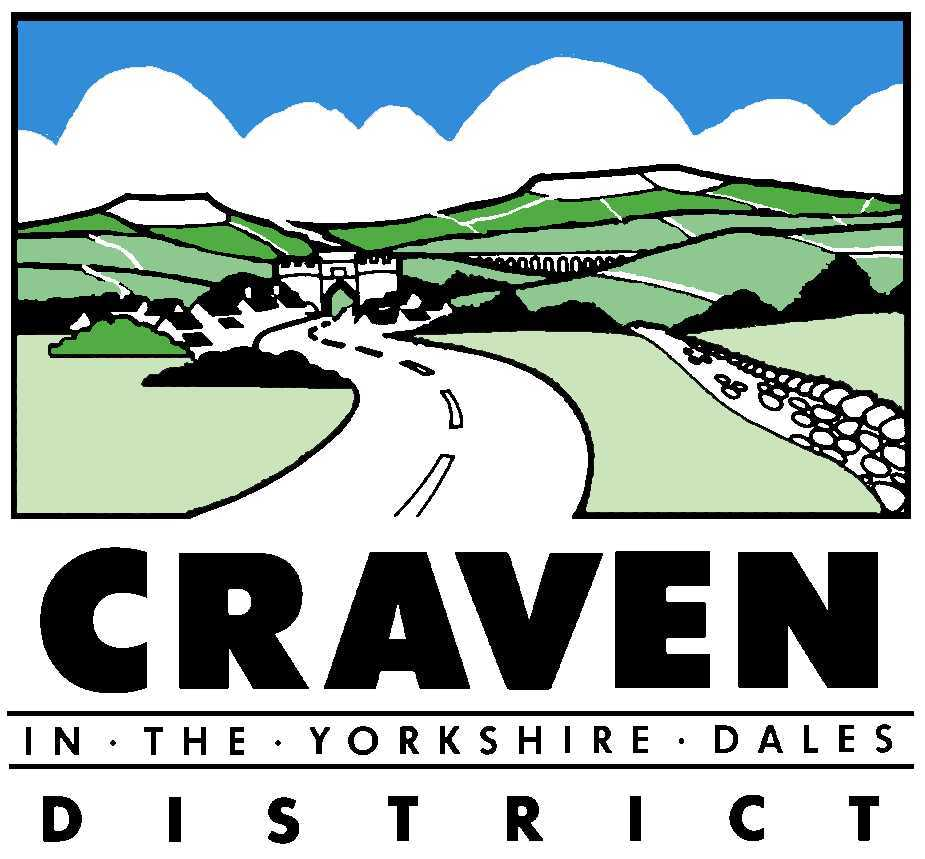 CRAVEN
IN · THE · YORKSHIRE · DALES
DISTRICT